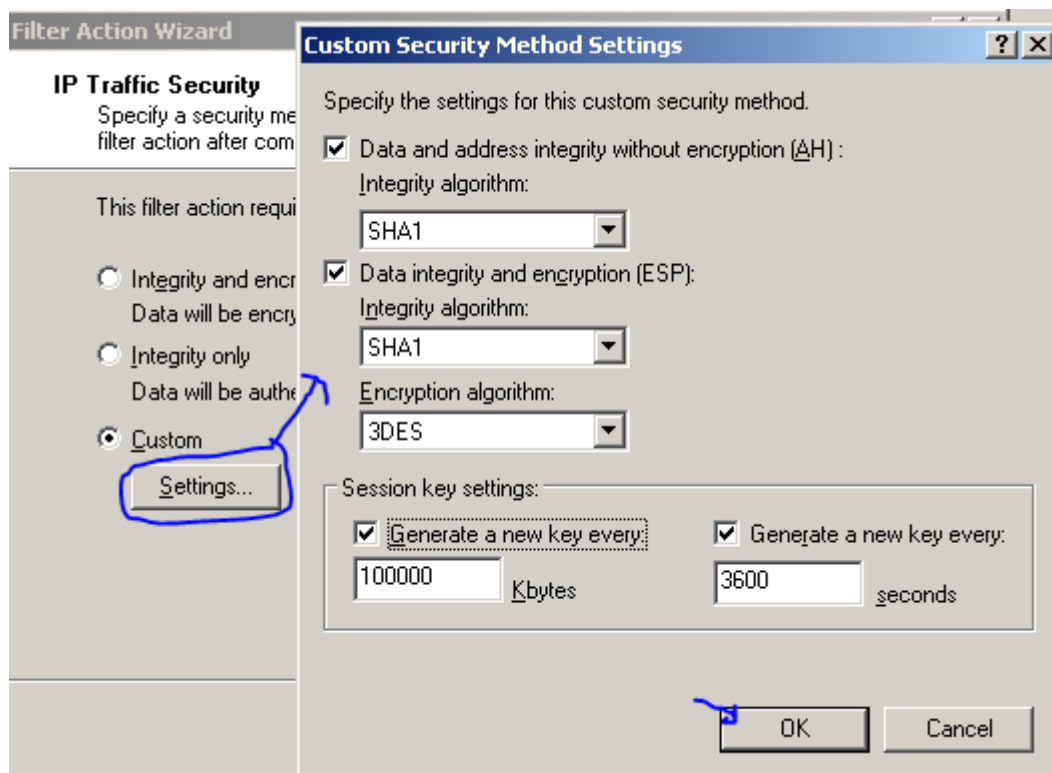 Filter Action Wizard
IP Traffic Security
Specify a security me
filter action after com
This filter action requi
Integrity and encr
Data will be encry
Integrity only
Data will be authe
Custom
Settings...
Custom Security Method Settings
Specify the settings for this custom security method.
Data and address integrity without encryption (AH) :
Integrity algorithm:
SHA1
Data integrity and encryption (ESP):
Integrity algorithm:
SHA1
Encryption algorithm:
3DES
Session key settings:
Generate a new key every: Generate a new key every:
100000 Kbytes 3600 seconds
OK Cancel